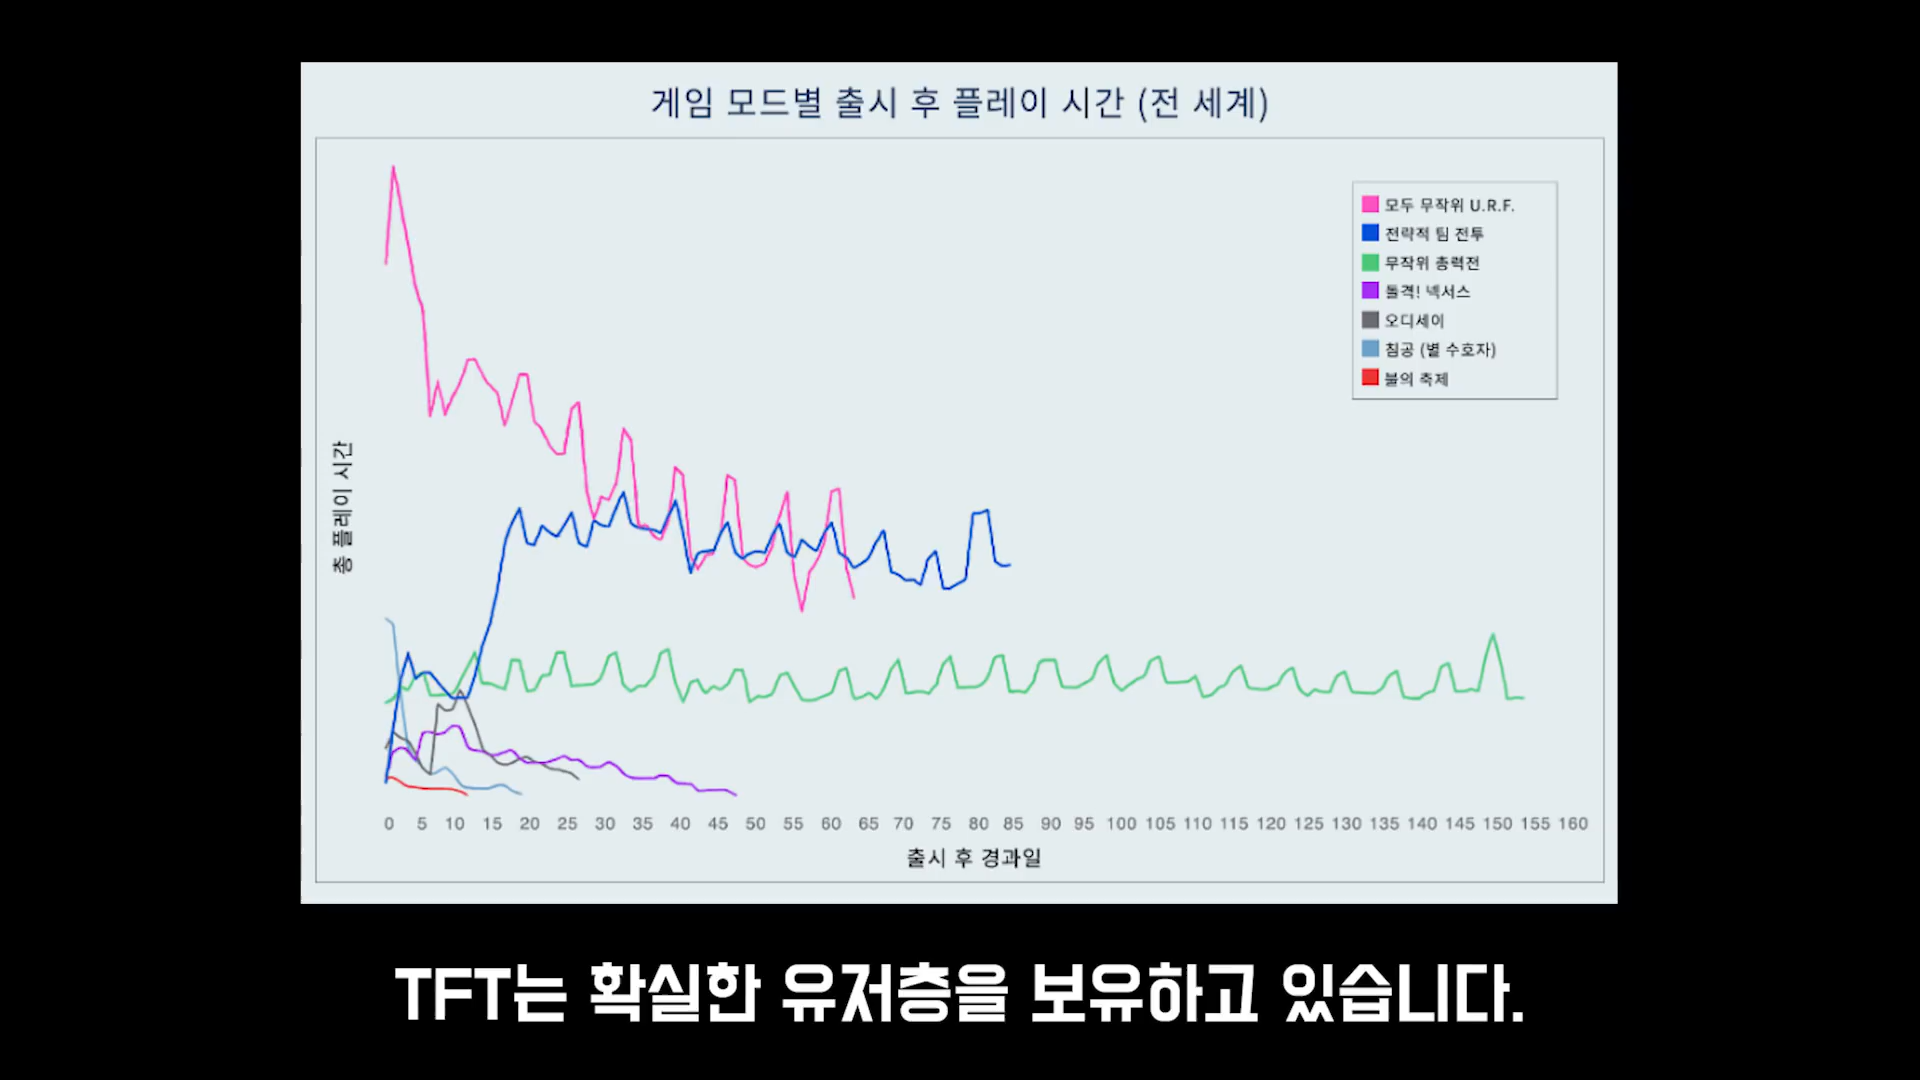 게임 모드별 출시 후 플레이 시간 (전 세계)
모두 무작위 U.R.F.
전략적 팀 전투
무작위 총력전
돌격! 넥서스
오디세이
침공 (별 수호자)
불의 축제
총 플레이 시간
0 5 10 15 20 25 30 35 40 45 50 55 60 65 70 75 80 85 90 95 100 105 110 115 120 125 130 135 140 145 150 155 160
출시 후 경과일
TFT는 확실한 유저층을 보유하고 있습니다.